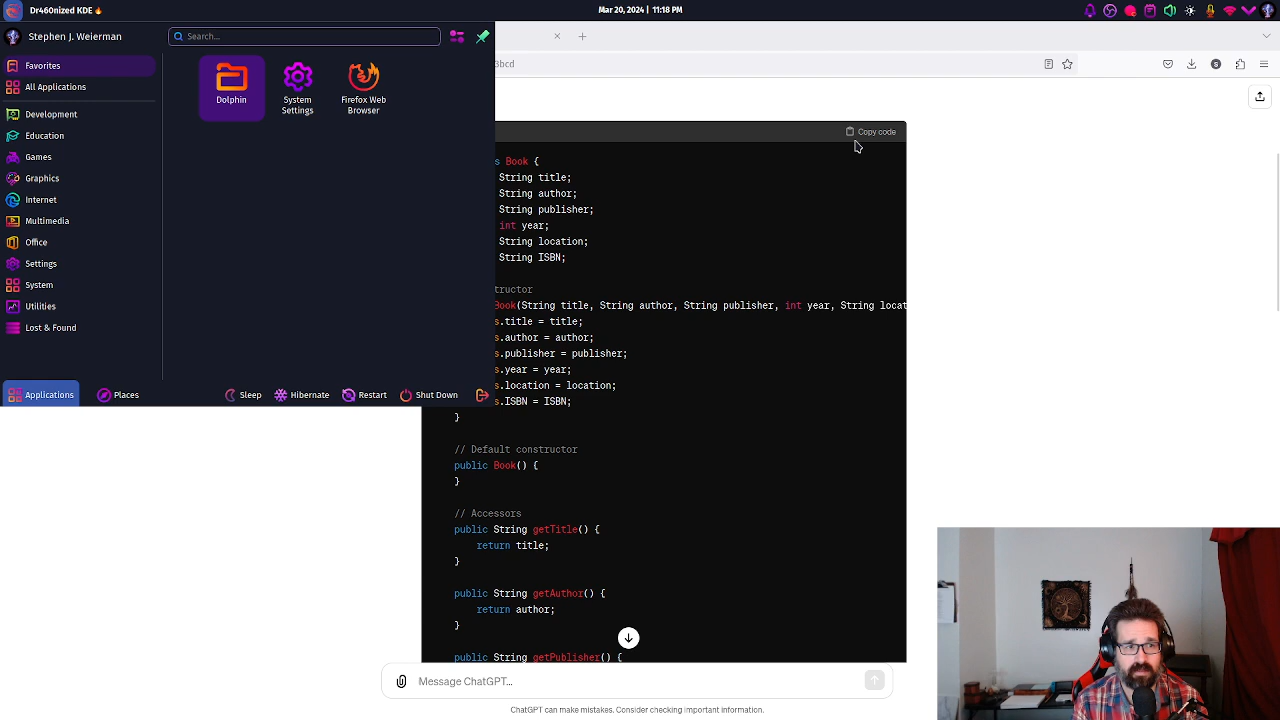 Dr460nized KDE
Mar 20, 2024 | 11:18 PM
Stephen J. Weierman
Search...
Favorites
All Applications
Development
Education
Games
Graphics
Internet
Multimedia
Office
Settings
System
Utilities
Lost & Found
Dolphin
System
Settings
Firefox Web
Browser
Applications
Places
Sleep
Hibernate
Restart
Shut Down
3bcd
S
Copy code
s Book {
String title;
String author;
String publisher;
int year;
String location;
String ISBN;
tructor
Book(String title, String author, String publisher, int year, String locat
s.title = title;
s.author = author;
s.publisher = publisher;
s.year = year;
s.location = location;
s.ISBN = ISBN;
}
// Default constructor
public Book() {
}
// Accessors
public String getTitle() {
return title;
}
public String getAuthor() {
return author;
}
public String getPublisher() {
Message ChatGPT...
ChatGPT can make mistakes. Consider checking important information.